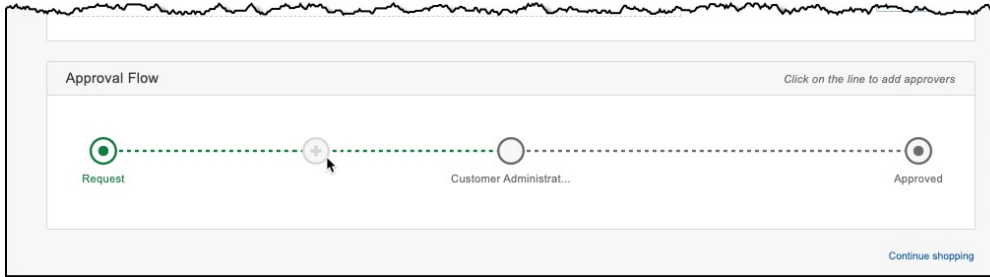 Approval Flow
Click on the line to add approvers
Request
Customer Administrat...
Approved
Continue shopping